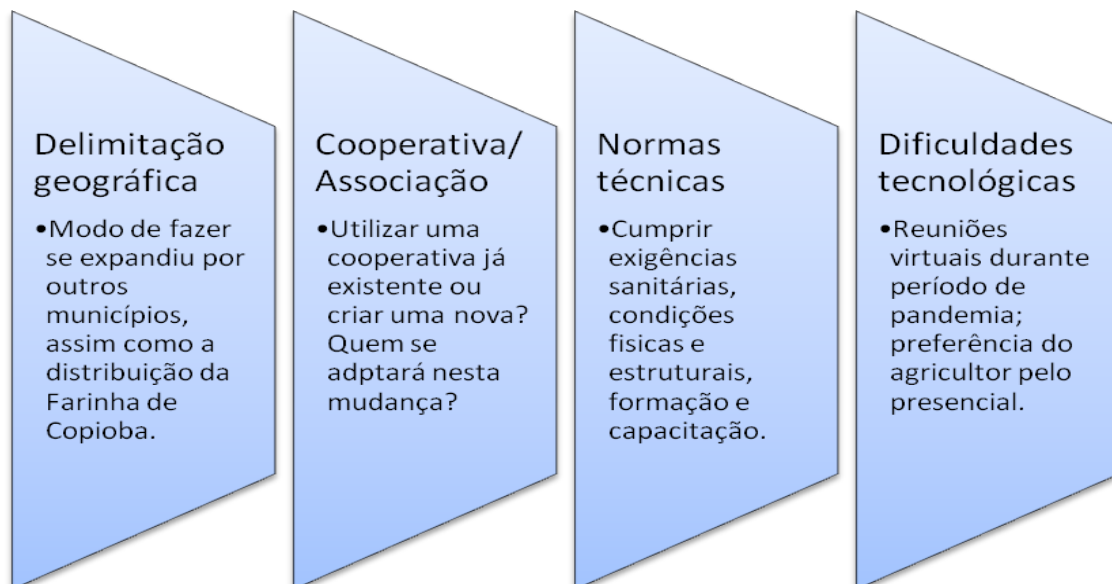 Delimitação
geográfica
•Modo de fazer
se expandiu por
outros
municípios,
assim como a
distribuição da
Farinha de
Copioba.
Cooperativa/
Associação
•Utilizar uma
cooperativa já
existente ou
criar uma nova?
Quem se
adptará nesta
mudança?
Normas
técnicas
•Cumprir
exigências
sanitárias,
condições
fisicas e
estruturais,
formação e
capacitação.
Dificuldades
tecnológicas
•Reuniões
virtuais durante
período de
pandemia;
preferência do
agricultor pelo
presencial.